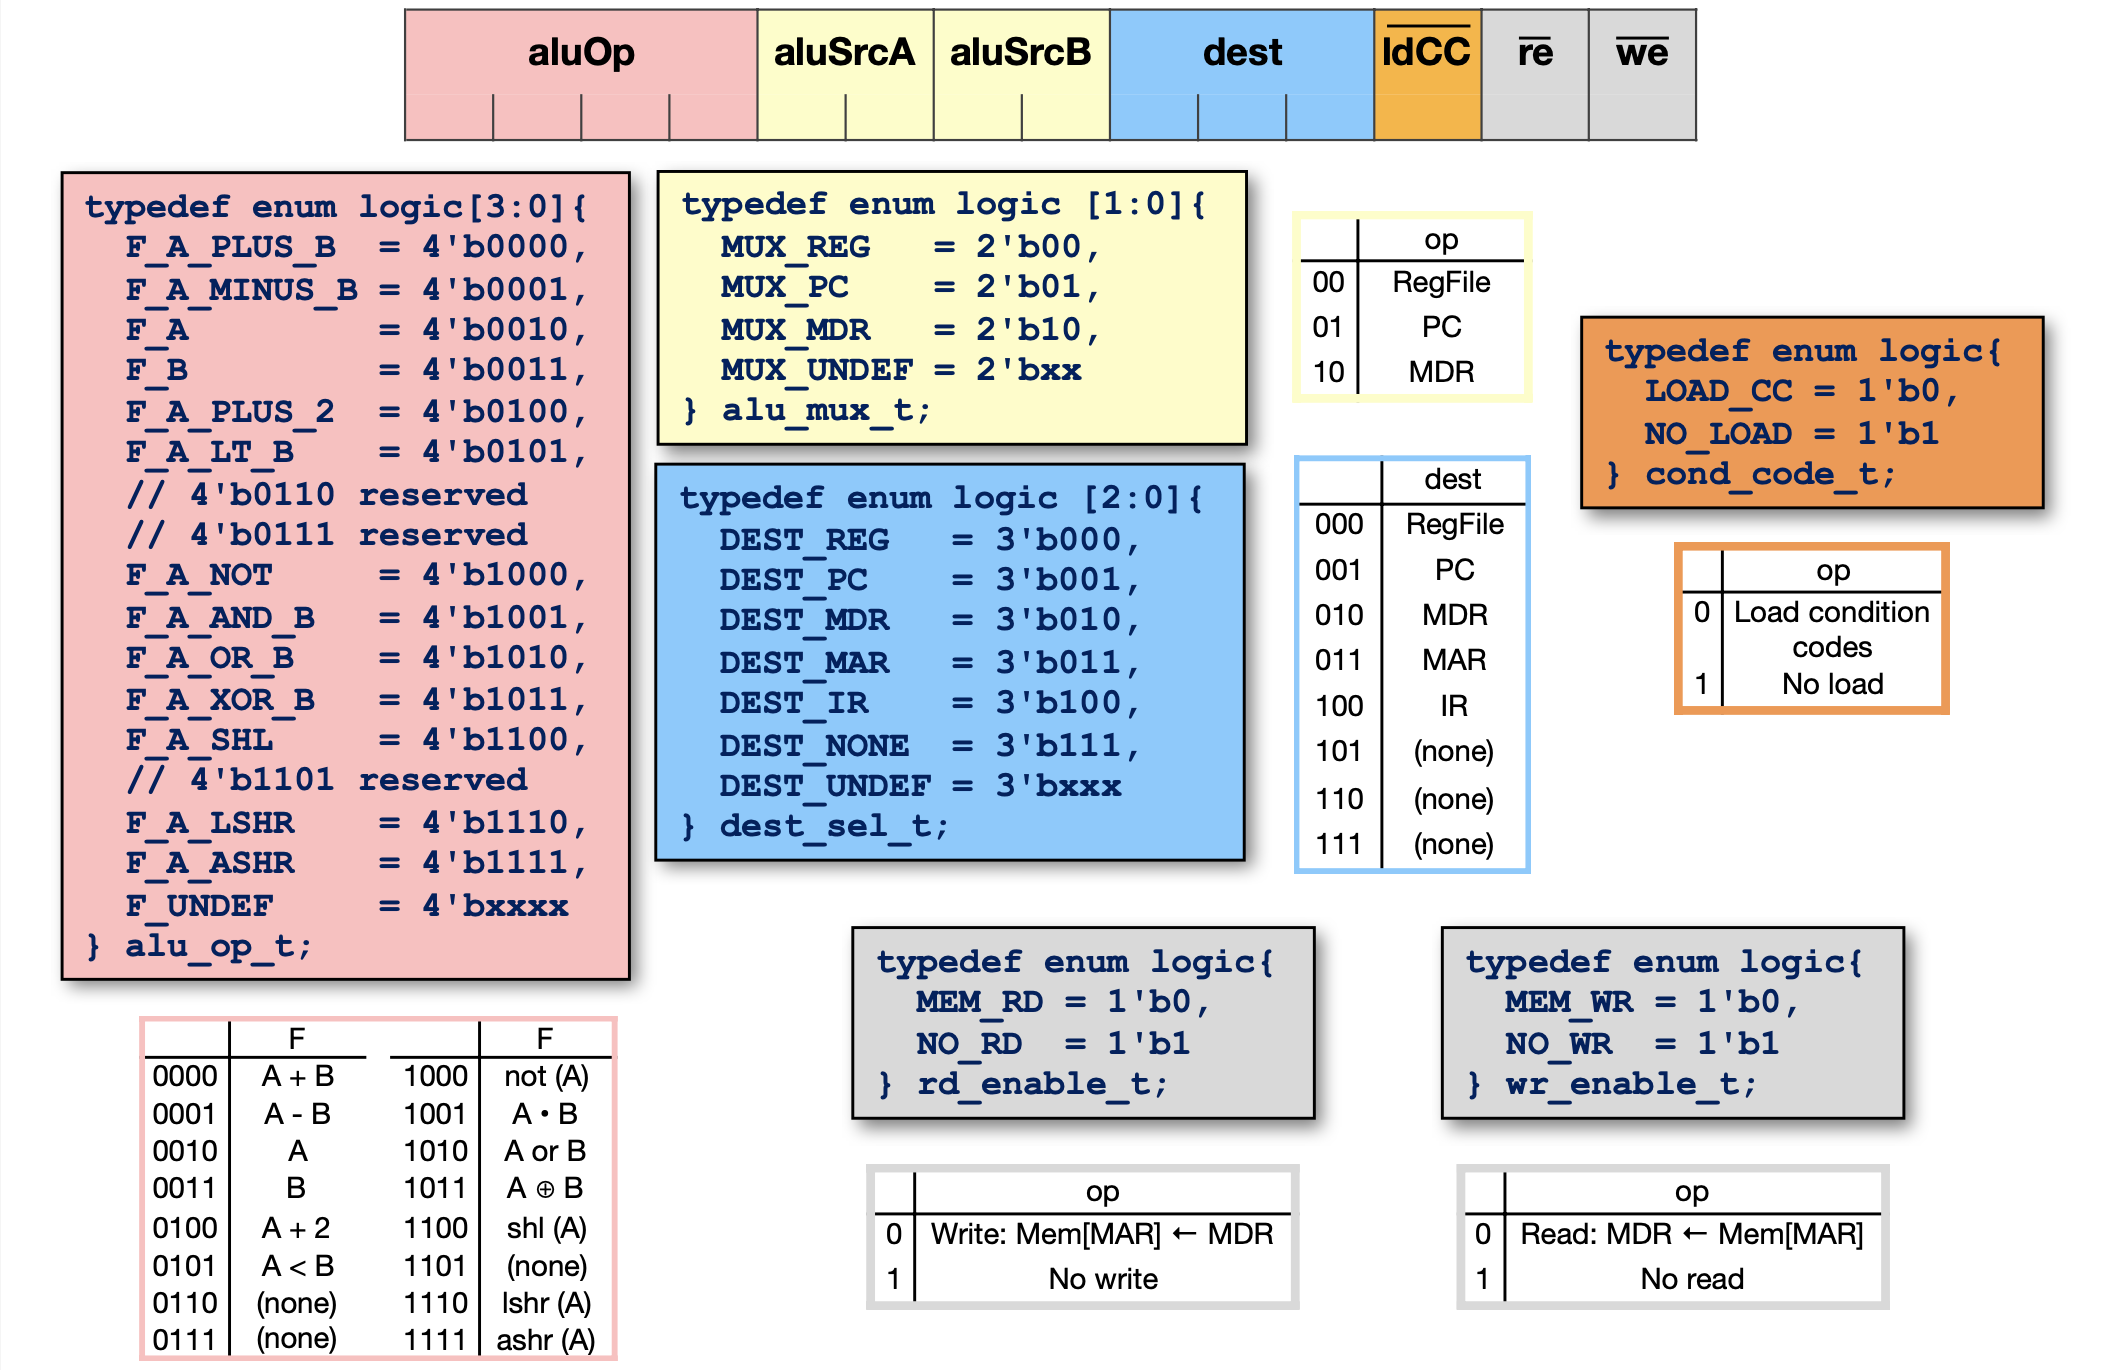 aluOp aluSrcA aluSrcB dest ldCC re we
typedef enum logic[3:0]{
F_A_PLUS_B = 4'b0000,
F_A_MINUS_B = 4'b0001,
F_A = 4'b0010,
F_B = 4'b0011,
F_A_PLUS_2 = 4'b0100,
F_A_LT_B = 4'b0101,
// 4'b0110 reserved
// 4'b0111 reserved
F_A_NOT = 4'b1000,
F_A_AND_B = 4'b1001,
F_A_OR_B = 4'b1010,
F_A_XOR_B = 4'b1011,
F_A_SHL = 4'b1100,
// 4'b1101 reserved
F_A_LSHR = 4'b1110,
F_A_ASHR = 4'b1111,
F_UNDEF = 4'bxxxx
} alu_op_t;
typedef enum logic [1:0]{
MUX_REG = 2'b00,
MUX_PC = 2'b01,
MUX_MDR = 2'b10,
MUX_UNDEF = 2'bxx
} alu_mux_t;
op
00 RegFile
01 PC
10 MDR
typedef enum logic{
LOAD_CC = 1'b0,
NO_LOAD = 1'b1
} cond_code_t;
typedef enum logic [2:0]{
DEST_REG = 3'b000,
DEST_PC = 3'b001,
DEST_MDR = 3'b010,
DEST_MAR = 3'b011,
DEST_IR = 3'b100,
DEST_NONE = 3'b111,
DEST_UNDEF = 3'bxxx
} dest_sel_t;
dest
000 RegFile
001 PC
010 MDR
011 MAR
100 IR
101 (none)
110 (none)
111 (none)
op
0 Load condition
codes
1 No load
typedef enum logic{
MEM_RD = 1'b0,
NO_RD = 1'b1
} rd_enable_t;
typedef enum logic{
MEM_WR = 1'b0,
NO_WR = 1'b1
} wr_enable_t;
F F
0000 A + B 1000 not (A)
0001 A - B 1001 A • B
0010 A 1010 A or B
0011 B 1011 A ⊕ B
0100 A + 2 1100 shl (A)
0101 A < B 1101 (none)
0110 (none) 1110 lshr (A)
0111 (none) 1111 ashr (A)
op
0 Write: Mem[MAR] ← MDR
1 No write
op
0 Read: MDR ← Mem[MAR]
1 No read